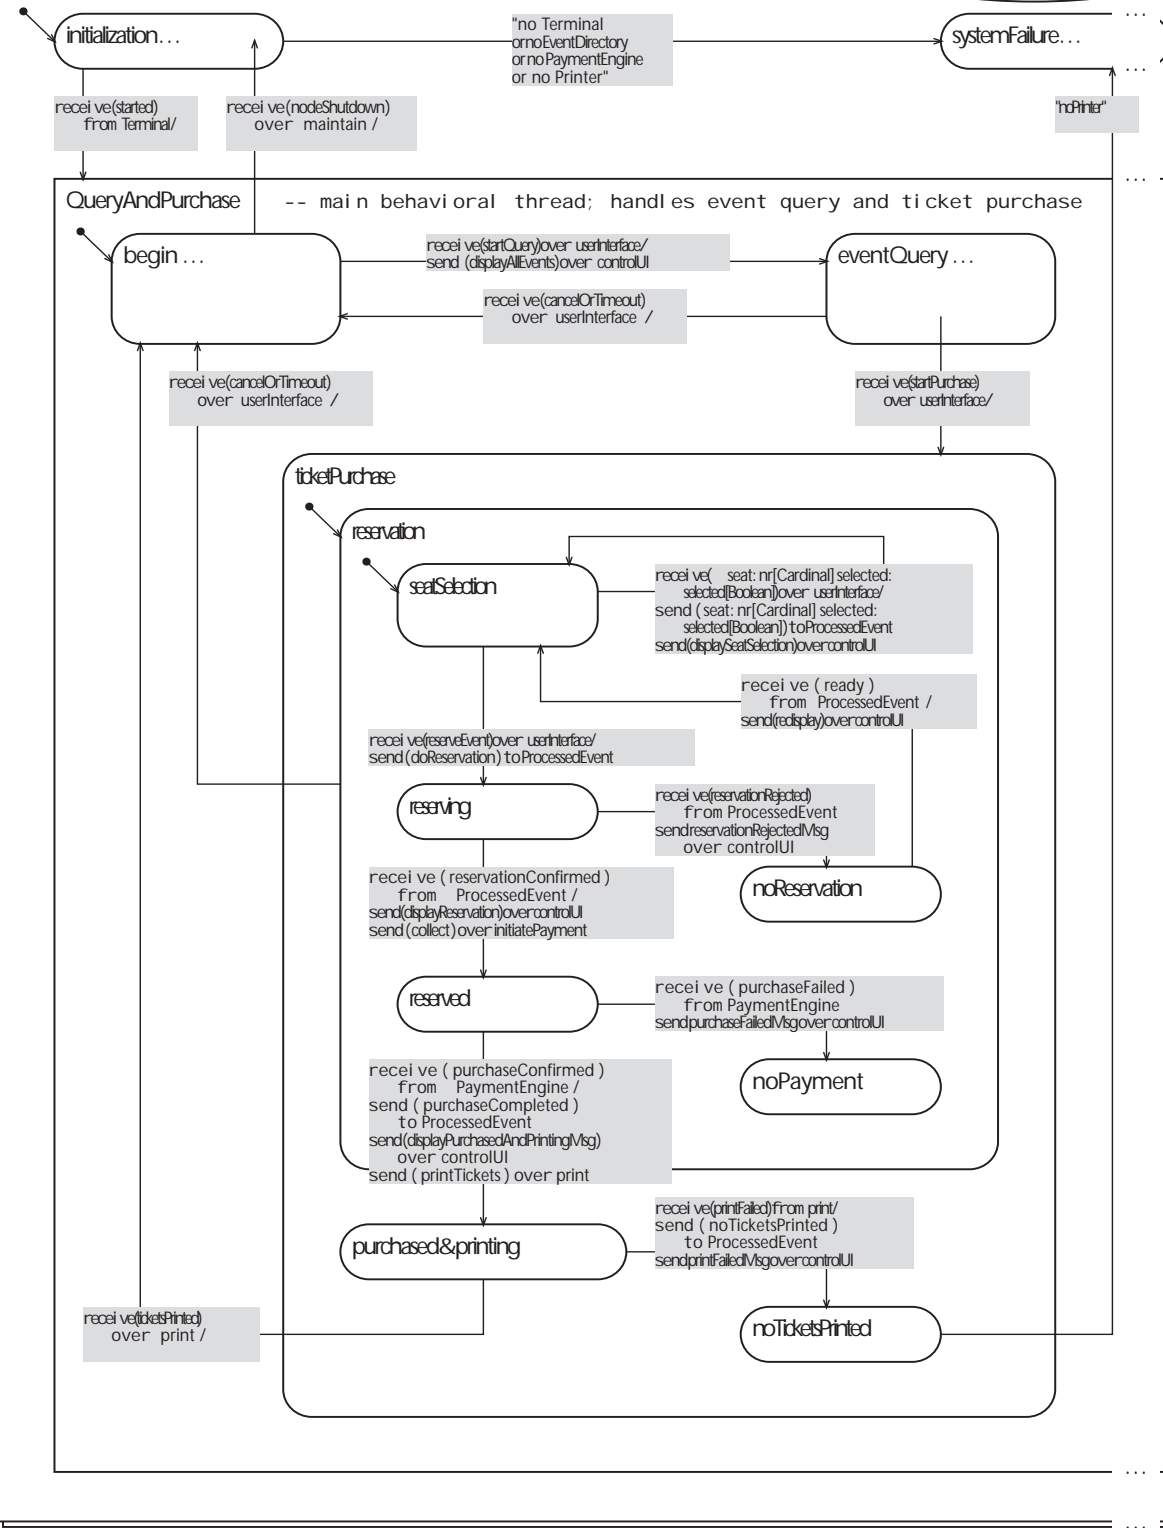 initialization...
"no Terminal
or no EventDirectory
or no PaymentEngine
or no Printer"
systemFailure...
...
...
receive(started)
from Terminal/
receive(nodeShutdown)
over maintain /
"noPrinter"
...
QueryAndPurchase -- main behavioral thread; handles event query and ticket purchase
begin ...
receive(startQuery)over userInterface/
send (displayAllEvents)over controlUI
eventQuery ...
receive(cancelOrTimeout)
over userInterface /
receive(cancelOrTimeout)
over userInterface /
receive(startPurchase)
over userInterface/
ticketPurchase
reservation
seatSelection
receive( seat: nr[Cardinal] selected:
selected[Boolean])over userInterface/
send (seat: nr[Cardinal] selected:
selected[Boolean]) to ProcessedEvent
send(displaySeatSelection)over controlUI
receive ( ready )
from ProcessedEvent /
send(redisplay)over controlUI
receive(reserveEvent)over userInterface/
send (doReservation) to ProcessedEvent
reserving
receive(reservationRejected)
from ProcessedEvent
send reservationRejectedMsg
over controlUI
noReservation
receive ( reservationConfirmed )
from ProcessedEvent /
send(displayReservation)over controlUI
send (collect) over initiatePayment
reserved
receive ( purchaseFailed )
from PaymentEngine
send purchaseFailedMsg over controlUI
noPayment
receive ( purchaseConfirmed )
from PaymentEngine /
send ( purchaseCompleted )
to ProcessedEvent
send(displayPurchasedAndPrintingMsg)
over controlUI
send ( printTickets ) over print
purchased&printing
receive(printFailed)from print/
send ( noTicketsPrinted )
to ProcessedEvent
send printFailedMsg over controlUI
receive(ticketsPrinted)
over print /
noTicketsPrinted
...
...